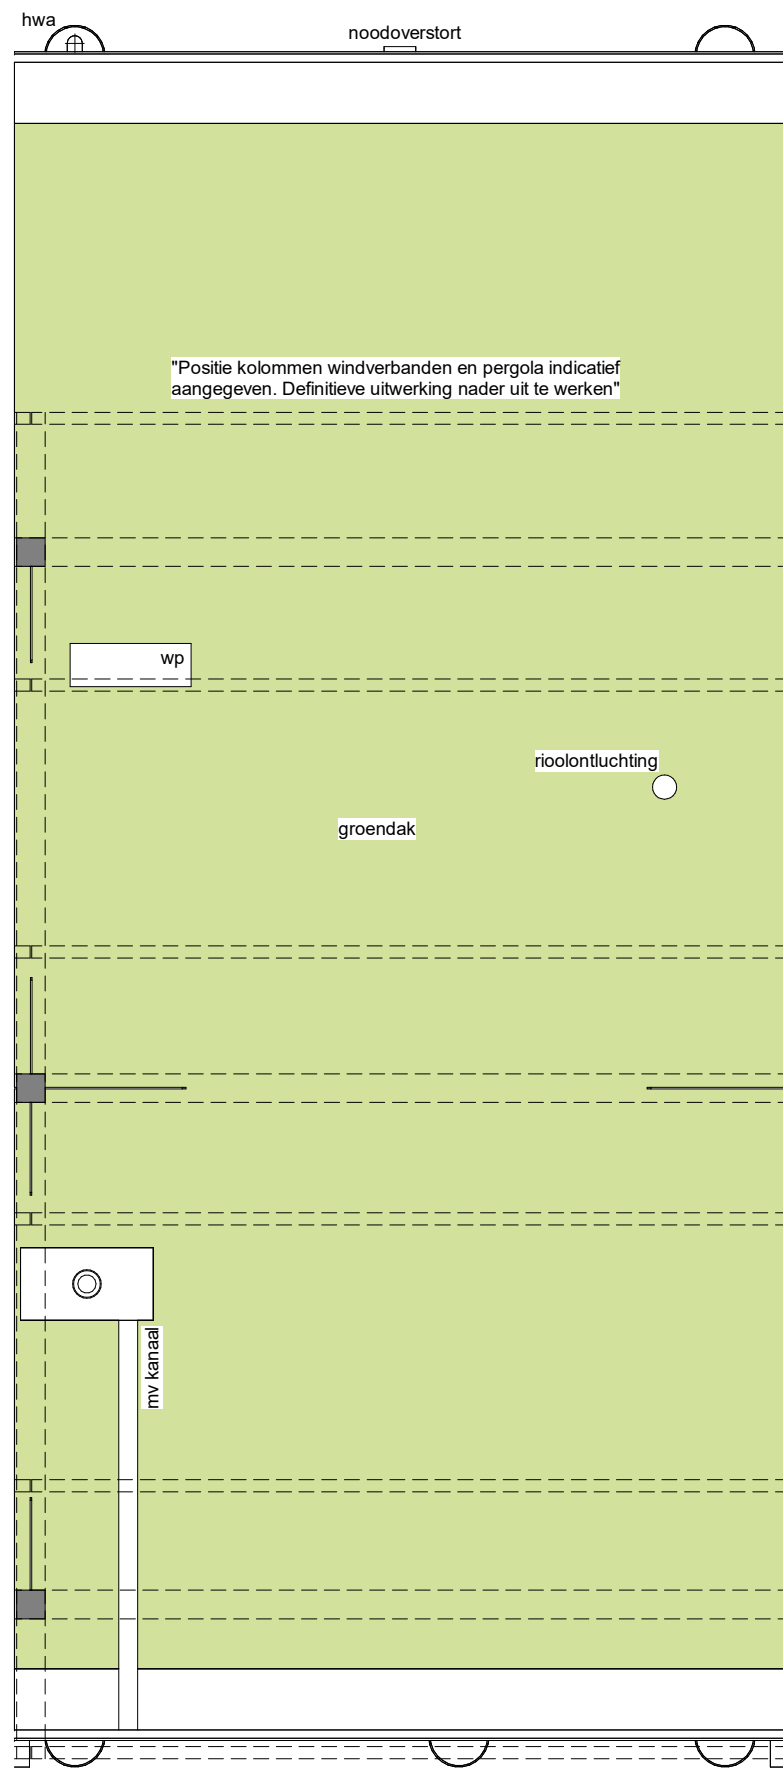 hwa
noodoverstort
"Positie kolommen windverbanden en pergola indicatief
aangegeven. Definitieve uitwerking nader uit te werken"
wp
rioolontluchting
groendak
mv kanaal